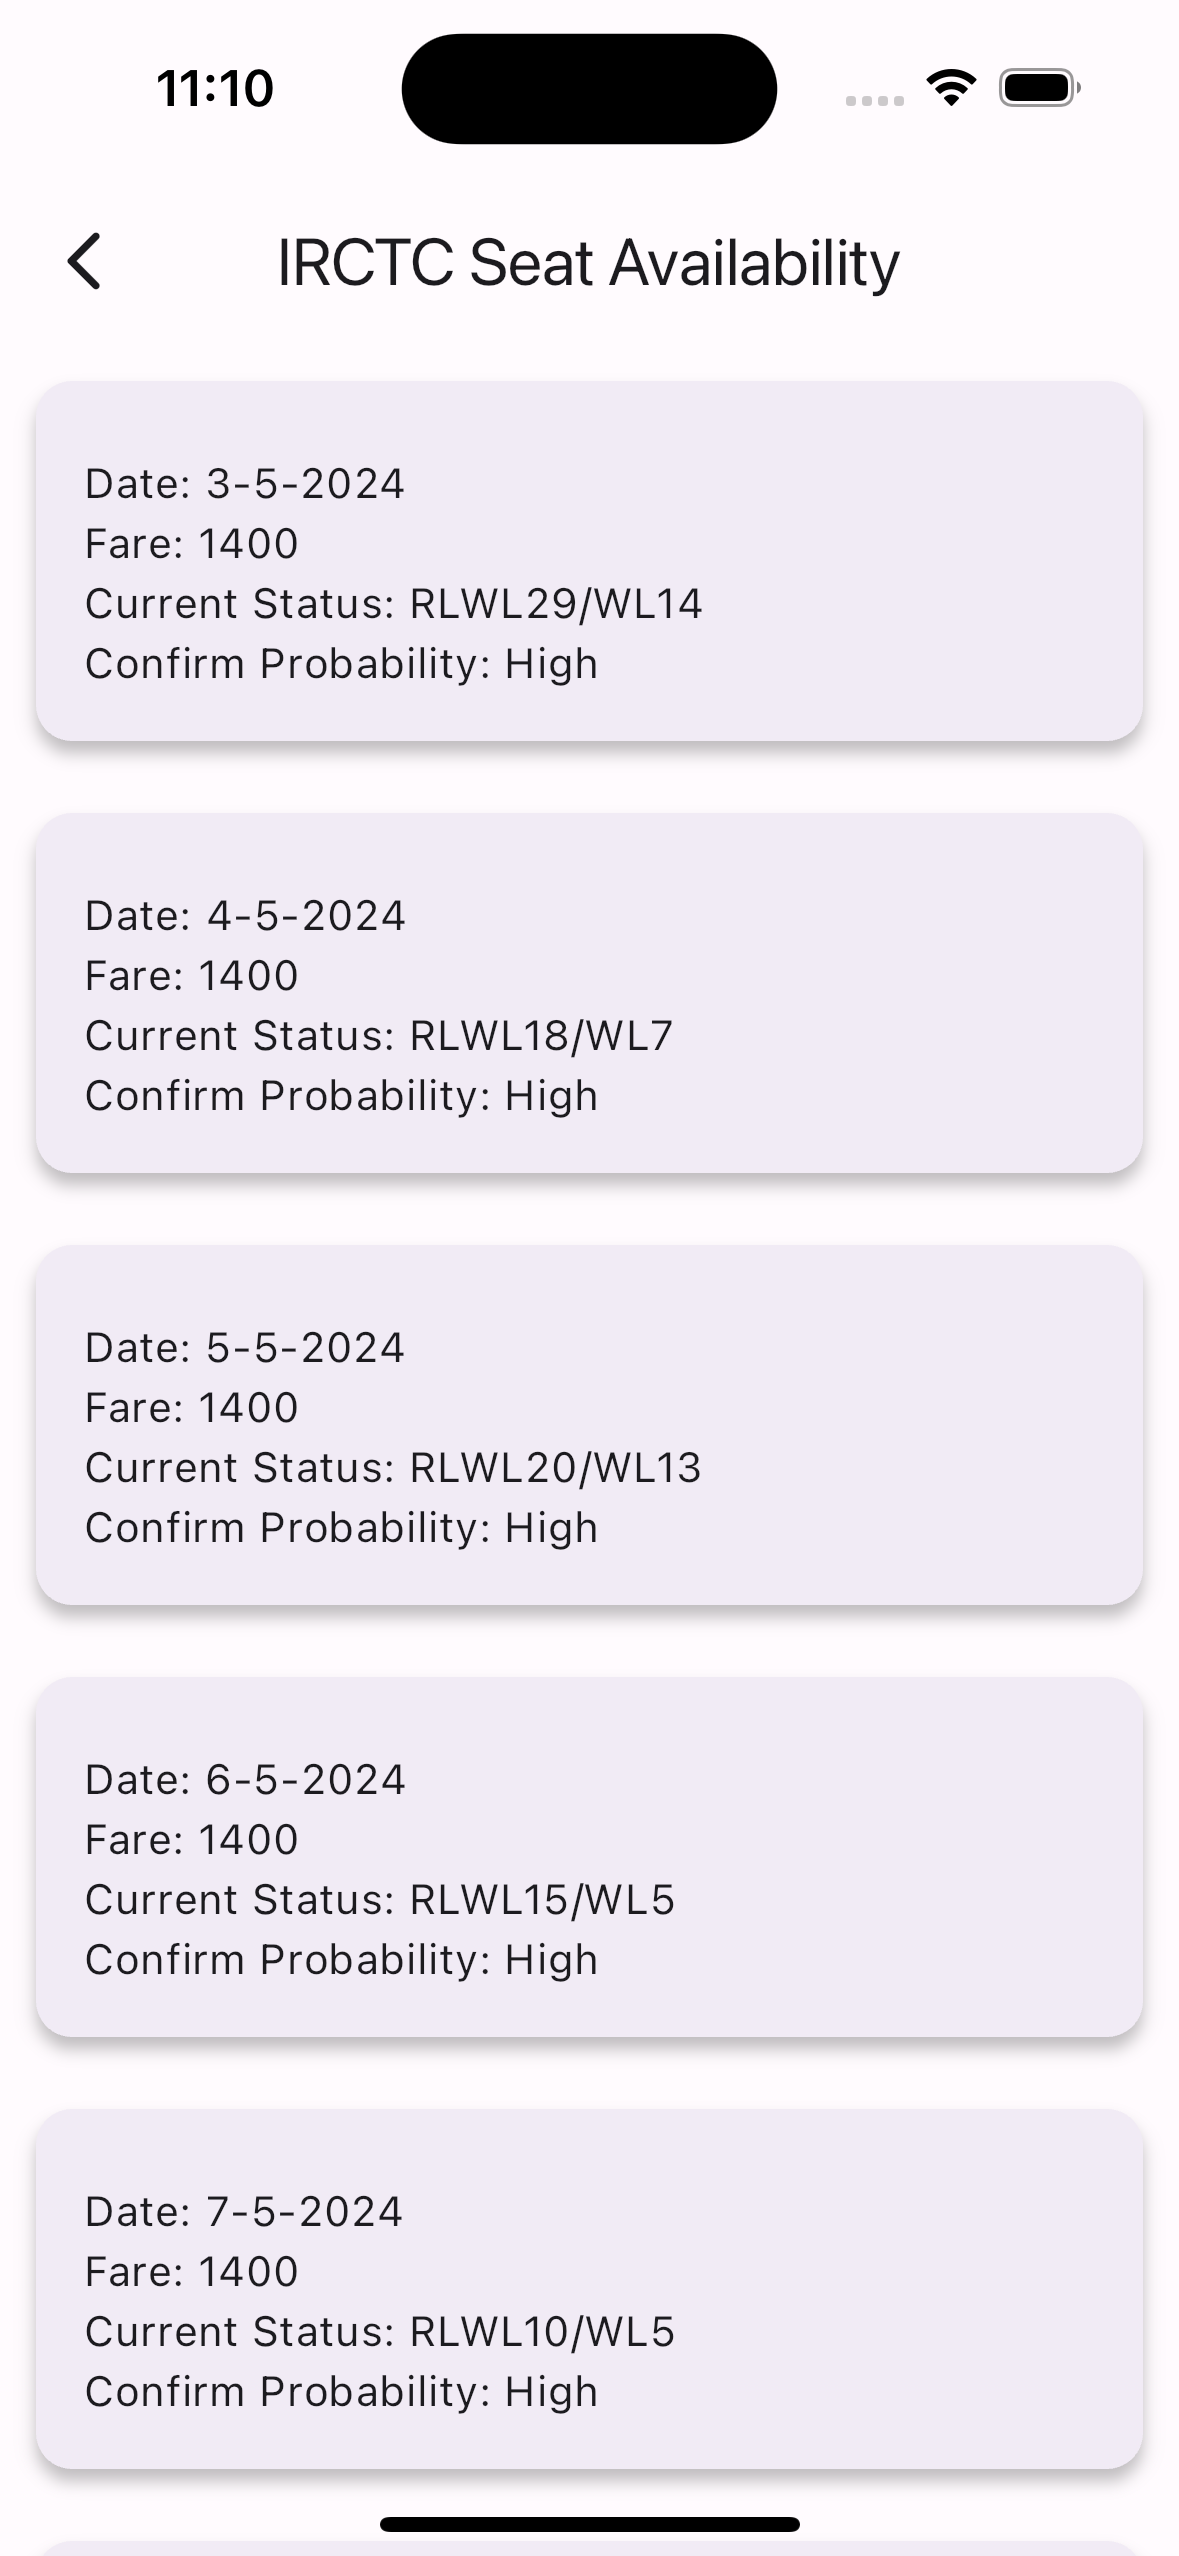 11:10
IRCTC Seat Availability
Date: 3-5-2024
Fare: 1400
Current Status: RLWL29/WL14
Confirm Probability: High
Date: 4-5-2024
Fare: 1400
Current Status: RLWL18/WL7
Confirm Probability: High
Date: 5-5-2024
Fare: 1400
Current Status: RLWL20/WL13
Confirm Probability: High
Date: 6-5-2024
Fare: 1400
Current Status: RLWL15/WL5
Confirm Probability: High
Date: 7-5-2024
Fare: 1400
Current Status: RLWL10/WL5
Confirm Probability: High